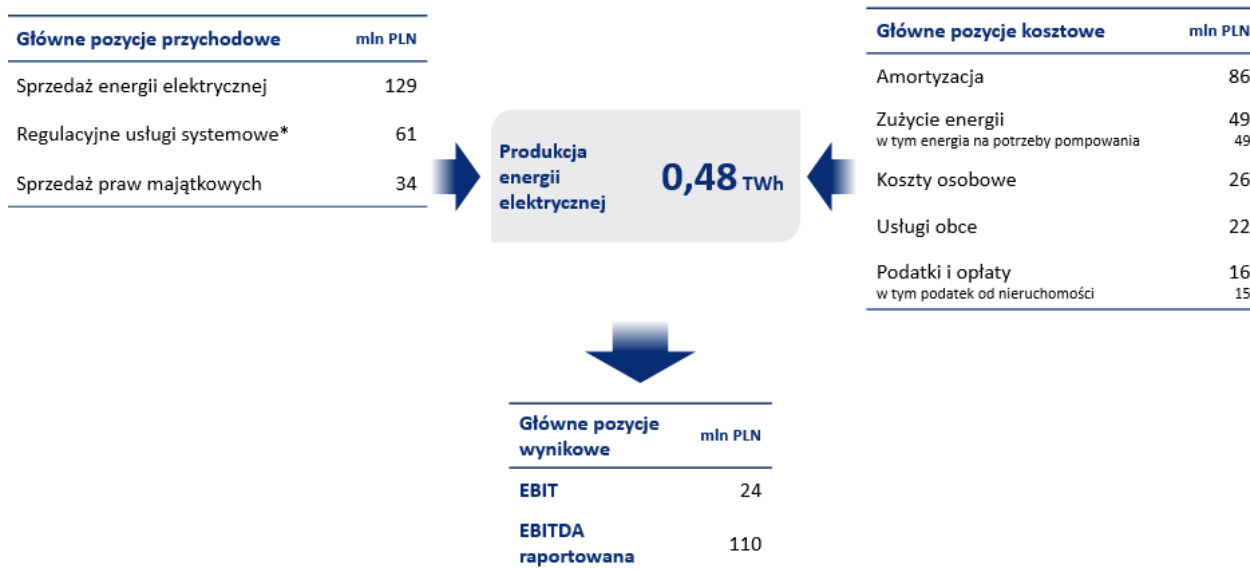 Główne pozycje przychodowe mln PLN
Sprzedaż energii elektrycznej 129
Regulacyjne usługi systemowe* 61
Sprzedaż praw majątkowych 34
Produkcja
energii
elektrycznej
0,48 TWh
Główne pozycje kosztowe mln PLN
Amortyzacja 86
Zużycie energii 49
w tym energia na potrzeby pompowania 49
Koszty osobowe 26
Usługi obce 22
Podatki i opłaty 16
w tym podatek od nieruchomości 15
Główne pozycje
wynikowe
mln PLN
EBIT 24
EBITDA
raportowana
110